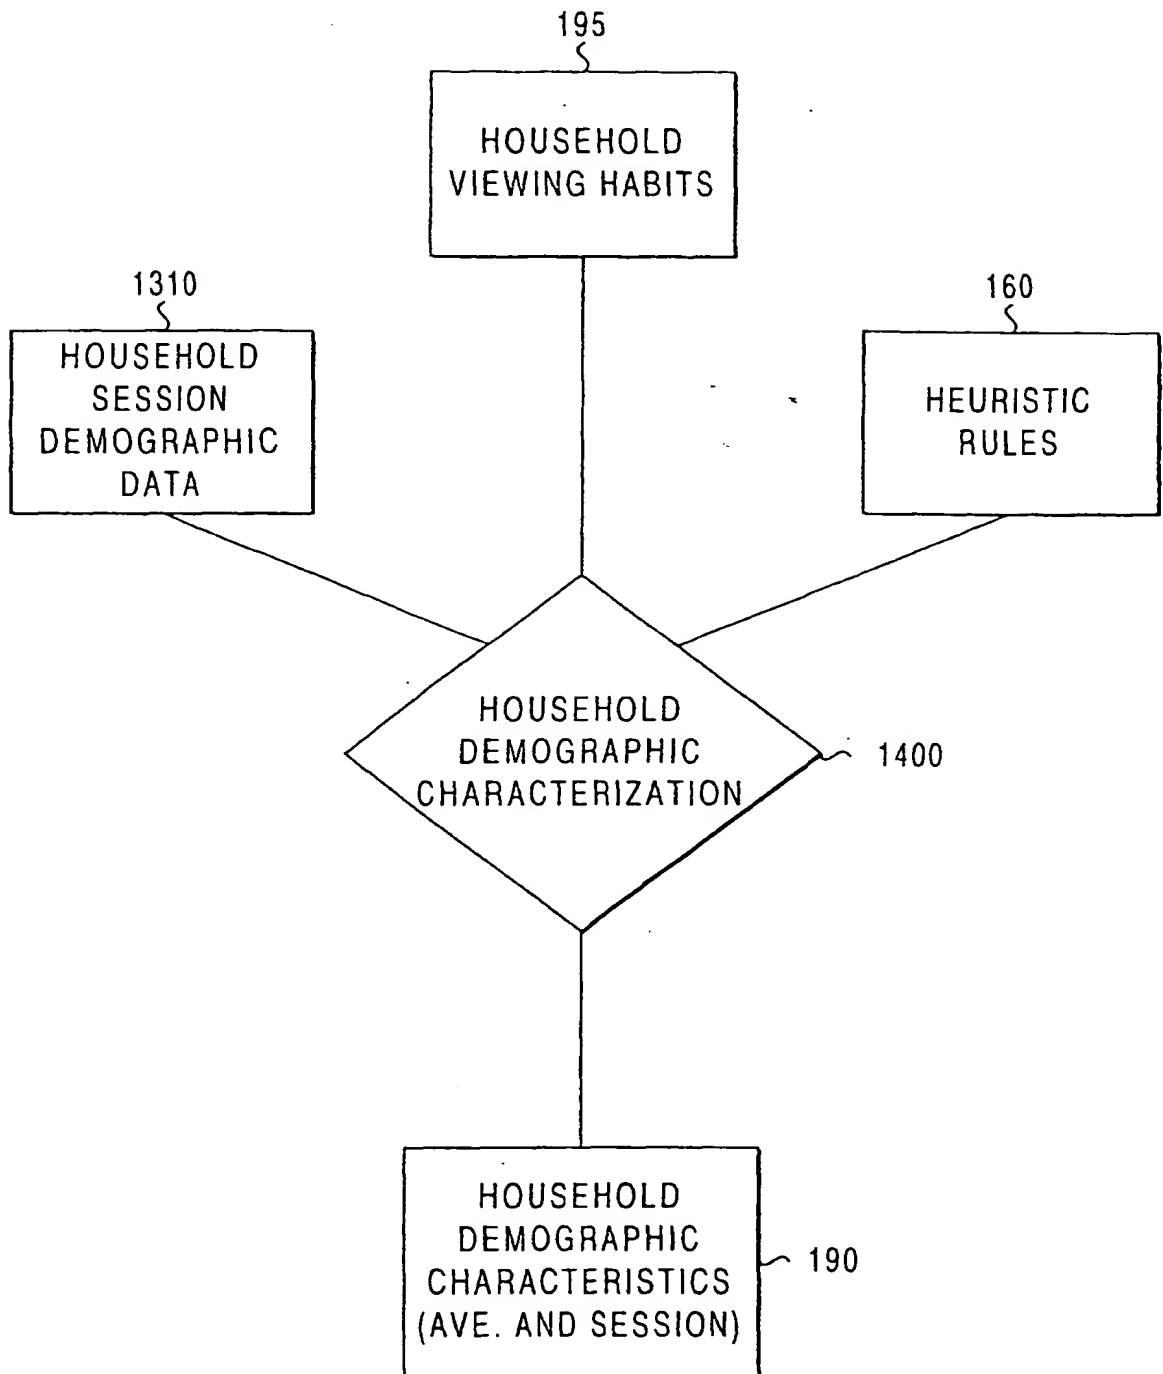 195
HOUSEHOLD
VIEWING HABITS
1310
HOUSEHOLD
SESSION
DEMOGRAPHIC
DATA
160
HEURISTIC
RULES
HOUSEHOLD
DEMOGRAPHIC
CHARACTERIZATION
1400
HOUSEHOLD
DEMOGRAPHIC
CHARACTERISTICS
(AVE. AND SESSION)
190